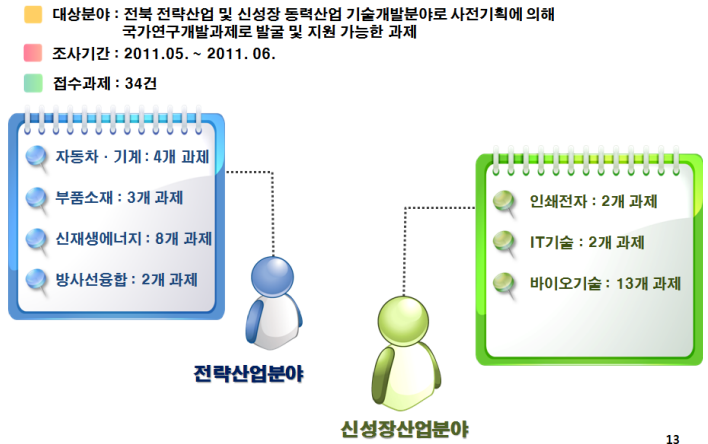 대상분야 : 전북 전략산업 및 신성장 동력산업 기술개발분야로 사전기획에 의해
국가연구개발과제로 발굴 및 지원 가능한 과제
조사기간 : 2011.05. ~ 2011. 06.
접수과제 : 34건
자동차 · 기계 : 4개 과제
부품소재 : 3개 과제
신재생에너지 : 8개 과제
방사선융합 : 2개 과제
전략산업분야
인쇄전자 : 2개 과제
IT기술 : 2개 과제
바이오기술 : 13개 과제
신성장산업분야
13